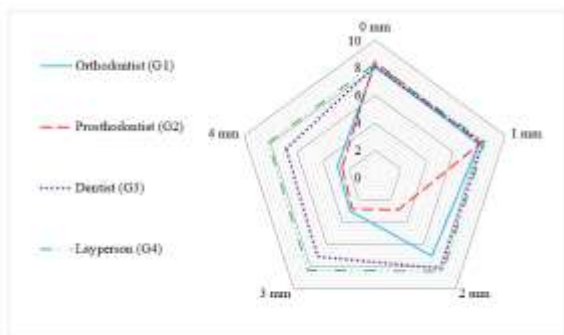 0 mm
10
Orthodontist (G1)
8
6
Prosthodontist (G2)
4
4 mm
1 mm
2
0
Dentist (G3)
Layperson (G4)
3 mm
2 mm